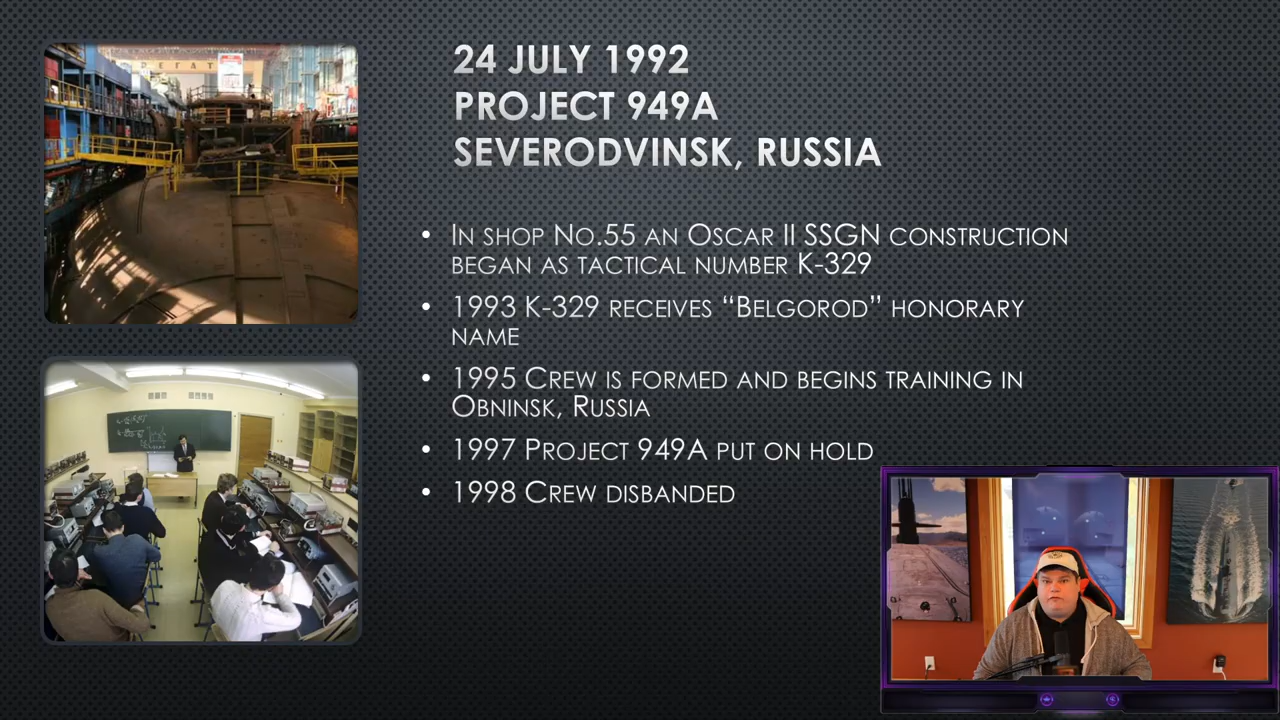 РЕГАТ
24 JULY 1992
PROJECT 949A
SEVERODVINSK, RUSSIA
• IN SHOP NO.55 AN OSCAR II SSGN CONSTRUCTION
BEGAN AS TACTICAL NUMBER K-329
• 1993 K-329 RECEIVES “BELGOROD” HONORARY
NAME
• 1995 CREW IS FORMED AND BEGINS TRAINING IN
OBNINSK, RUSSIA
• 1997 PROJECT 949A PUT ON HOLD
• 1998 CREW DISBANDED